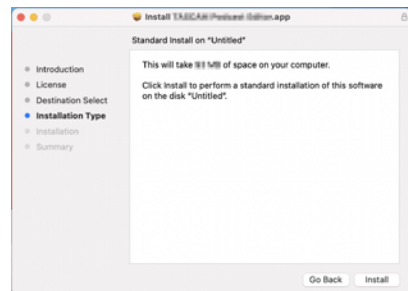 Install TASCAM Podcast Editor.app
Standard Install on "Untitled"
Introduction
License
Destination Select
Installation Type
Installation
Summary
This will take MB of space on your computer.
Click Install to perform a standard installation of this software
on the disk "Untitled".
Go Back
Install